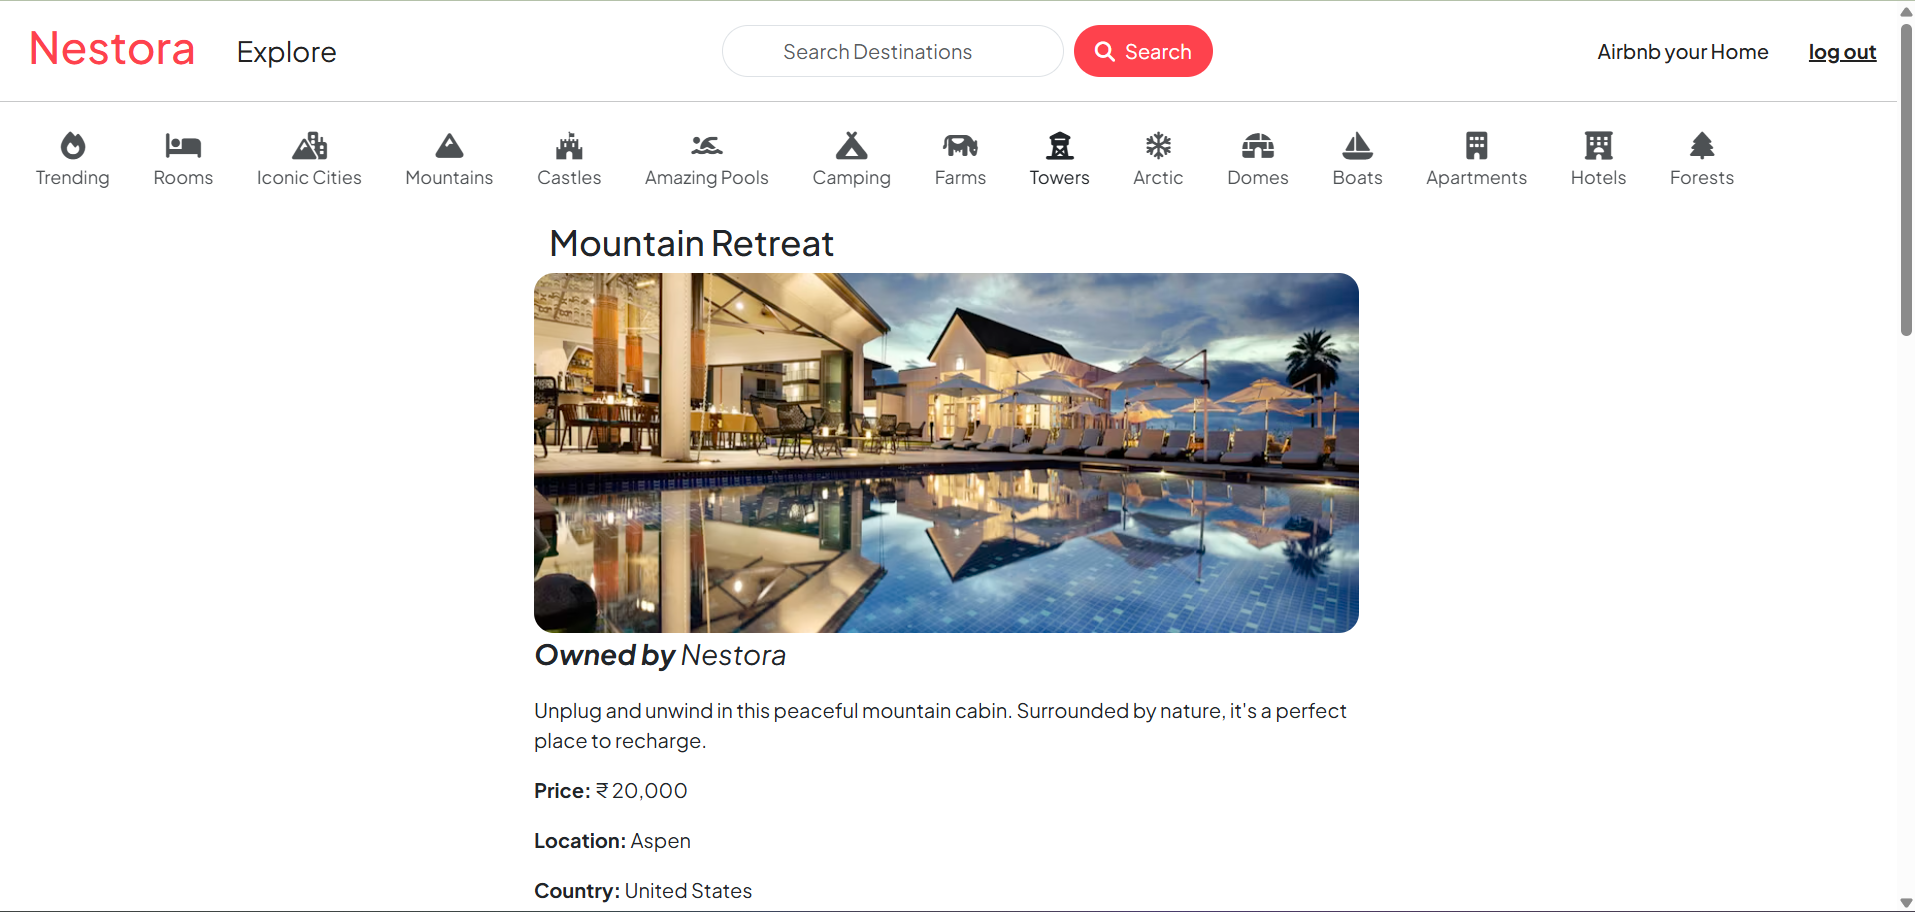 Nestora
Explore
Search Destinations
Search
Airbnb your Home
log out
Trending
Rooms
Iconic Cities
Mountains
Castles
Amazing Pools
Camping
Farms
Towers
Arctic
Domes
Boats
Apartments
Hotels
Forests
Mountain Retreat
Owned by Nestora
Unplug and unwind in this peaceful mountain cabin. Surrounded by nature, it's a perfect
place to recharge.
Price: ₹ 20,000
Location: Aspen
Country: United States